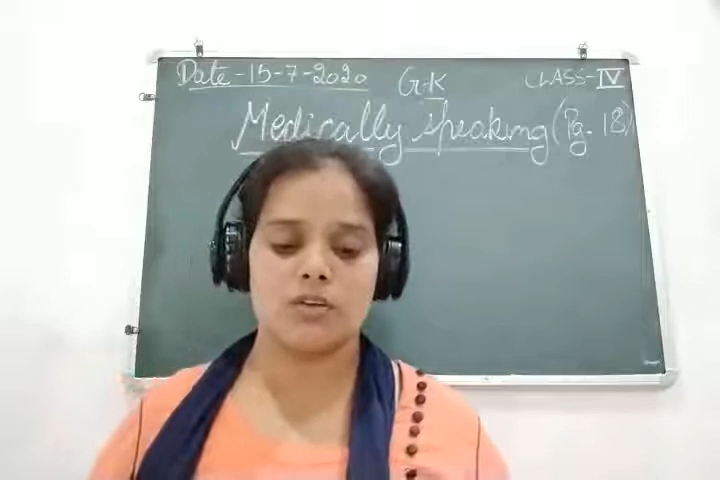 Date-15-7-2020 G.K CLASS-IV
Medically speaking (Pg. 18)